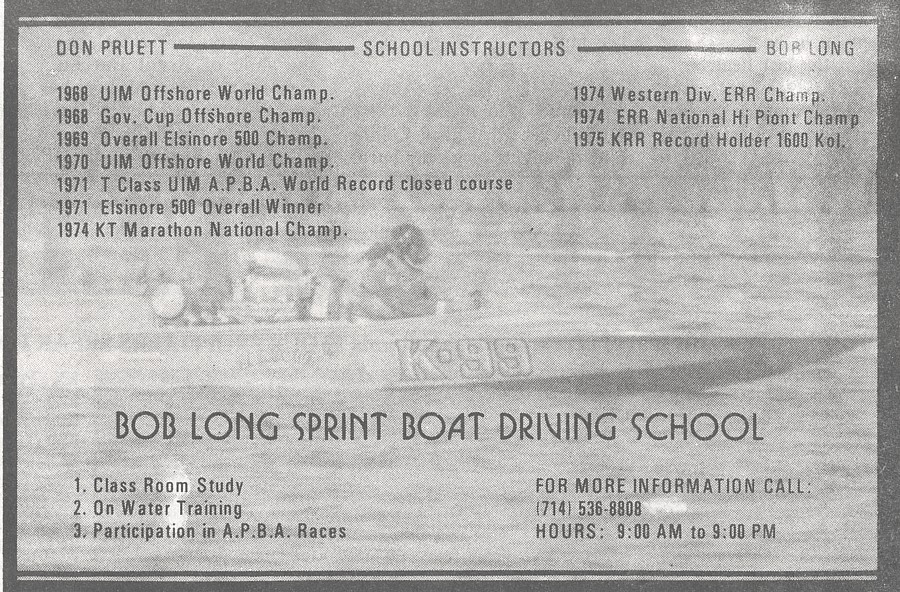 DON PRUETT SCHOOL INSTRUCTORS BOB LONG
1968 UIM Offshore World Champ.
1968 Gov. Cup Offshore Champ.
1969 Overall Elsinore 500 Champ.
1970 UIM Offshore World Champ.
1971 T Class UIM A.P.B.A. World Record closed course
1971 Elsinore 500 Overall Winner
1974 KT Marathon National Champ.
1974 Western Div. ERR Champ.
1974 ERR National Hi Piont Champ
1975 KRR Record Holder 1600 Kol.
K-99
BOB LONG SPRINT BOAT DRIVING SCHOOL
1. Class Room Study
2. On Water Training
3. Participation in A.P.B.A. Races
FOR MORE INFORMATION CALL:
(714) 536-8808
HOURS: 9:00 AM to 9:00 PM